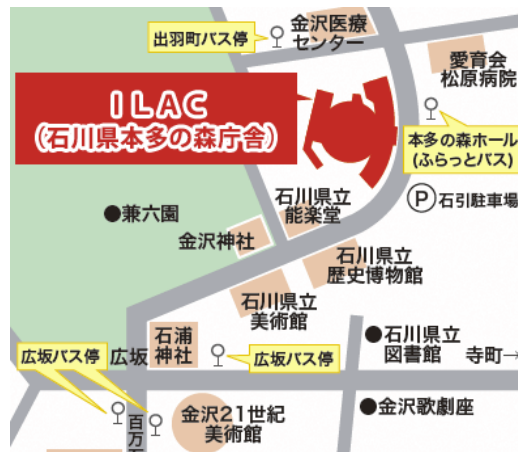 出羽町バス停
金沢医療
センター
愛育会
松原病院
ILAC
(石川県本多の森庁舎)
本多の森ホール
(ふらっとバス)
P石引駐車場
石川県立
能楽堂
●兼六園
金沢神社
石川県立
歴史博物館
石川県立
美術館
石浦
神社
●石川県立
図書館
寺町→
広坂バス停
広坂
広坂バス停
●金沢歌劇座
金沢21世紀
美術館
百万